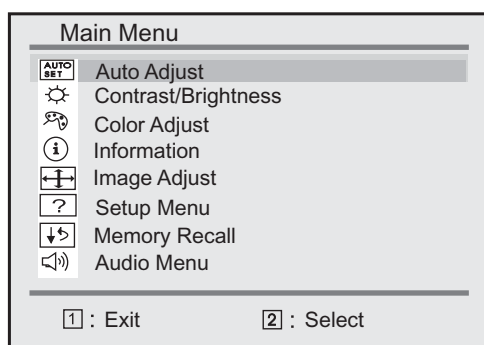 Main Menu
AUTO SET Auto Adjust
Contrast/Brightness
Color Adjust
i Information
Image Adjust
? Setup Menu
Memory Recall
Audio Menu
1 : Exit 2 : Select